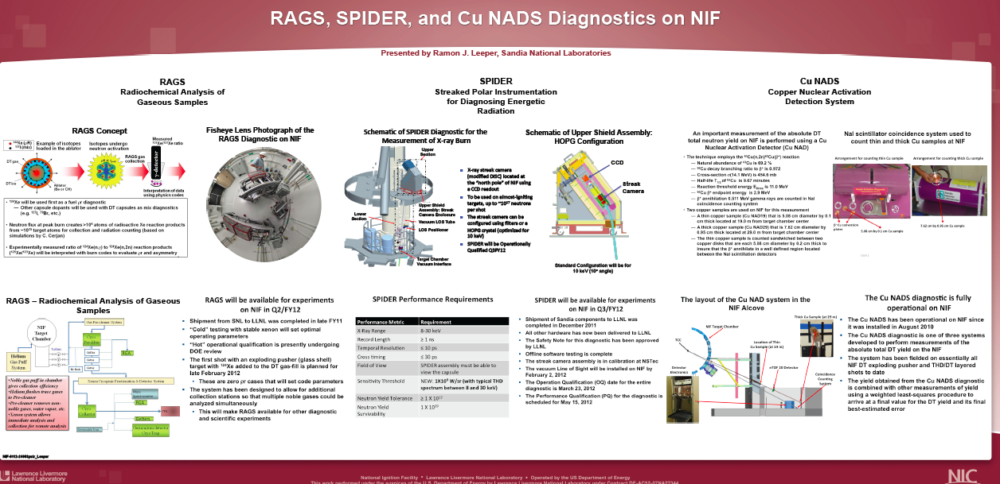 RAGS, SPIDER, and Cu NADS Diagnostics on NIF
Presented by Ramon J. Leeper, Sandia National Laboratories
RAGS
Radiochemical Analysis of
Gaseous Samples
RAGS Concept
Example of isotopes
loaded in the ablator
Isotopes undergo
neutron activation
Measured
RAGS gas
collection
DT gas
DT ice
Ablator
(Be or CH)
γ-detector
Interpretation of data
using physics codes
• ¹²⁴Xe will be used first as a fuel ρr diagnostic
— Other capsule dopants will be used with DT capsules as mix diagnostics
(e.g. ¹²⁷I, ⁷⁹Br, etc.)
• Neutron flux at peak burn creates >10⁶ atoms of radioactive Xe reaction products
from ~10¹⁵ target atoms for collection and radiation counting (based on
simulations by C. Cerjan)
• Experimentally measured ratio of ¹²⁴Xe(n,γ) to ¹²⁴Xe(n,2n) reaction products
(¹²⁵Xe/¹²³Xe) will be interpreted with burn codes to evaluate ρr and asymmetry
Fisheye Lens Photograph of the
RAGS Diagnostic on NIF
SPIDER
Streaked Polar Instrumentation
for Diagnosing Energetic
Radiation
Schematic of SPIDER Diagnostic for the
Measurement of X-ray Burn
Upper
Section
Upper Shield
Assembly: Streak
Camera Enclosure
Lower
Section
Vacuum LOS Tube
LOS Positioner
Target Chamber
Vacuum Interface
X-ray streak camera
(modified DISC) located at
the "north pole" of NIF using
a CCD readout
To be used on almost-igniting
targets, up to ~10¹⁷ neutrons
per shot
The streak camera can be
configured using filters or a
HOPG crystal (optimized for
10 keV)
SPIDER will be Operationally
Qualified Q3FY12
Schematic of Upper Shield Assembly:
HOPG Configuration
CCD
Streak
Camera
Standard Configuration will be for
10 keV (10° angle)
Cu NADS
Copper Nuclear Activation
Detection System
An important measurement of the absolute DT
total neutron yield on NIF is performed using a Cu
Nuclear Activation Detector (Cu NAD)
• The technique employs the ⁶³Cu(n,2n)⁶²Cu(β⁺) reaction
— Natural abundance of ⁶³Cu is 69.2 %
— ⁶²Cu decay branching ratio to β⁺ is 0.972
— Cross-section σ(14.1 MeV) is 454.6 mb
— Half-life T₁/₂ of ⁶²Cu is 9.67 minutes
— Reaction threshold energy Eₜₕᵣₑₛ is 11.0 MeV
— ⁶²Cu β⁺ endpoint energy is 2.9 MeV
— β⁺ annihilation 0.511 MeV gamma rays are counted in NaI
coincidence counting system
• Two copper samples are used on NIF for this measurement
— A thin copper sample (Cu NAD19) that is 5.08 cm diameter by 0.1
cm thick located at 19.0 m from target chamber center
— A thick copper sample (Cu NAD29) that is 7.62 cm diameter by
0.95 cm thick located at 29.0 m from target chamber center
— The thin copper sample is counted sandwiched between two
copper disks that are each 5.08 cm diameter by 0.2 cm thick to
insure that the β⁺ annihilate in a well defined region located
between the NaI scintillation detectors
NaI scintillator coincidence system used to
count thin and thick Cu samples at NIF
Arrangement for counting thin Cu sample
Arrangement for counting thick Cu sample
β⁺ Cu conversion
plates
5.08 cm by 0.1 cm Cu sample
7.62 cm by 0.95 cm Cu sample
RAGS – Radiochemical Analysis of Gaseous
Samples
NIF
Target
Chamber
Gas Pre-cleaner System
Cryo
Pre-filter
Turbos
Getter
Getter
Getter
RGA
Helium
Gas Puff
System
Xenon Cryogenic Fractionation & Detector System
•Noble gas puff in chamber
gives collection efficiency
•Helium flushes trace gases
to Pre-cleaner
•Pre-cleaner removes non-
noble gases, water vapor, etc.
•Xenon system allows
immediate analysis and
collection for remote analysis
Mass
Spectrometer
RGA
Cryo
Collector
Getters
Germanium detector
Cryo Trap
RAGS will be available for experiments
on NIF in Q2/FY12
Shipment from SNL to LLNL was completed in late FY11
"Cold" testing with stable xenon will set optimal
operating parameters
"Hot" operational qualification is presently undergoing
DOE review
The first shot with an exploding pusher (glass shell)
target with ¹²⁴Xe added to the DT gas-fill is planned for
late February 2012
These are zero ρr cases that will set code parameters
The system has been designed to allow for additional
collection stations so that multiple noble gases could be
analyzed simultaneously
This will make RAGS available for other diagnostic
and scientific experiments
SPIDER Performance Requirements
Performance Metric Requirement
X-Ray Range 8-30 keV
Record Length ≥ 1 ns
Temporal Resolution ≤ 10 ps
Cross timing ≤ 30 ps
Field of View SPIDER assembly must be able to
view the capsule
Sensitivity Threshold NEW: 1X10⁹ W/sr (with typical THD
spectrum between 8 and 30 keV)
Neutron Yield Tolerance ≥ 1 X 10¹⁷
Neutron Yield 1 X 10¹⁹
Survivability
SPIDER will be available for experiments
on NIF in Q3/FY12
Shipment of Sandia components to LLNL was
completed in December 2011
All other hardware has now been delivered to LLNL
The Safety Note for this diagnostic has been approved
by LLNL
Offline software testing is complete
The streak camera assembly is in calibration at NSTec
The vacuum Line of Sight will be installed on NIF by
February 2, 2012
The Operation Qualification (OQ) date for the entire
diagnostic is March 23, 2012
The Performance Qualification (PQ) for the diagnostic is
scheduled for May 15, 2012
The layout of the Cu NAD system in the
NIF Alcove
Thick Cu Sample (at 29 m)
NIF Target Chamber
TCC
Location of Thin
Cu Sample (at 19 m)
nTOF 20 Detector
Detector
Electronics
Coincidence
Counting
System
The Cu NADS diagnostic is fully
operational on NIF
The Cu NADS has been operational on NIF since
it was installed in August 2010
The Cu NADS diagnostic is one of three systems
developed to perform measurements of the
absolute total DT yield on the NIF
The system has been fielded on essentially all
NIF DT exploding pusher and THD/DT layered
shots to date
The yield obtained from the Cu NADS diagnostic
is combined with other measurements of yield
using a weighted least-squares procedure to
arrive at a final value for the DT yield and its final
best-estimated error
Lawrence Livermore
National Laboratory
National Ignition Facility • Lawrence Livermore National Laboratory • Operated by the US Department of Energy
This work performed under the auspices of the U.S. Department of Energy by Lawrence Livermore National Laboratory under Contract DE-AC52-07NA27344
NIC